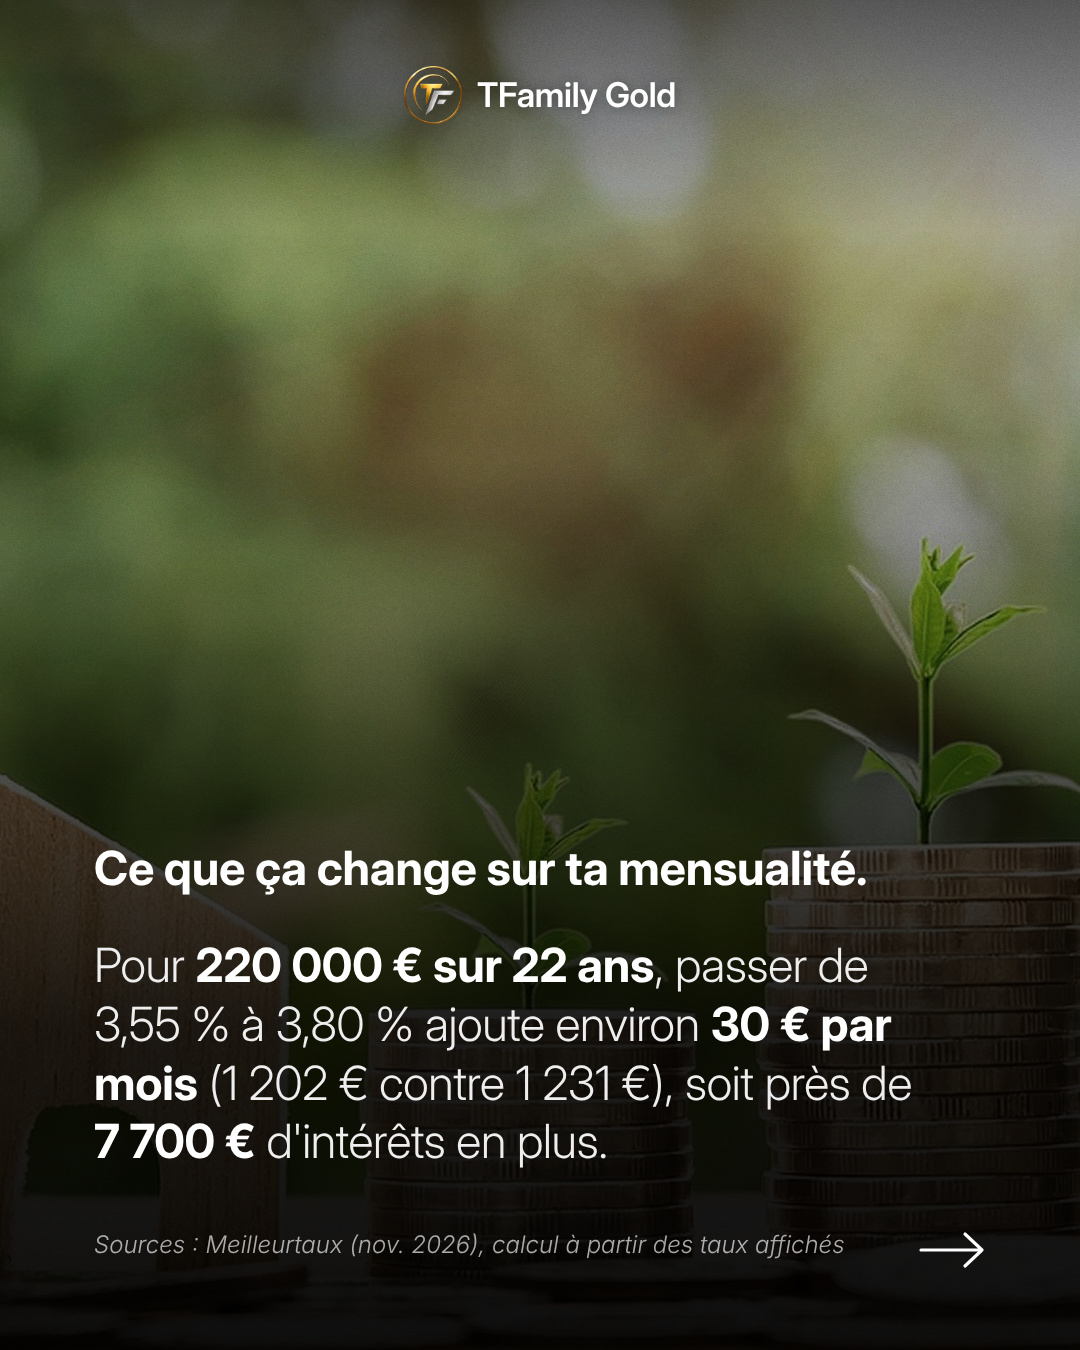 TF TFamily Gold
Ce que ça change sur ta mensualité.
Pour 220 000 € sur 22 ans, passer de
3,55 % à 3,80 % ajoute environ 30 € par
mois (1 202 € contre 1 231 €), soit près de
7 700 € d'intérêts en plus.
Sources : Meilleurtaux (nov. 2026), calcul à partir des taux affichés